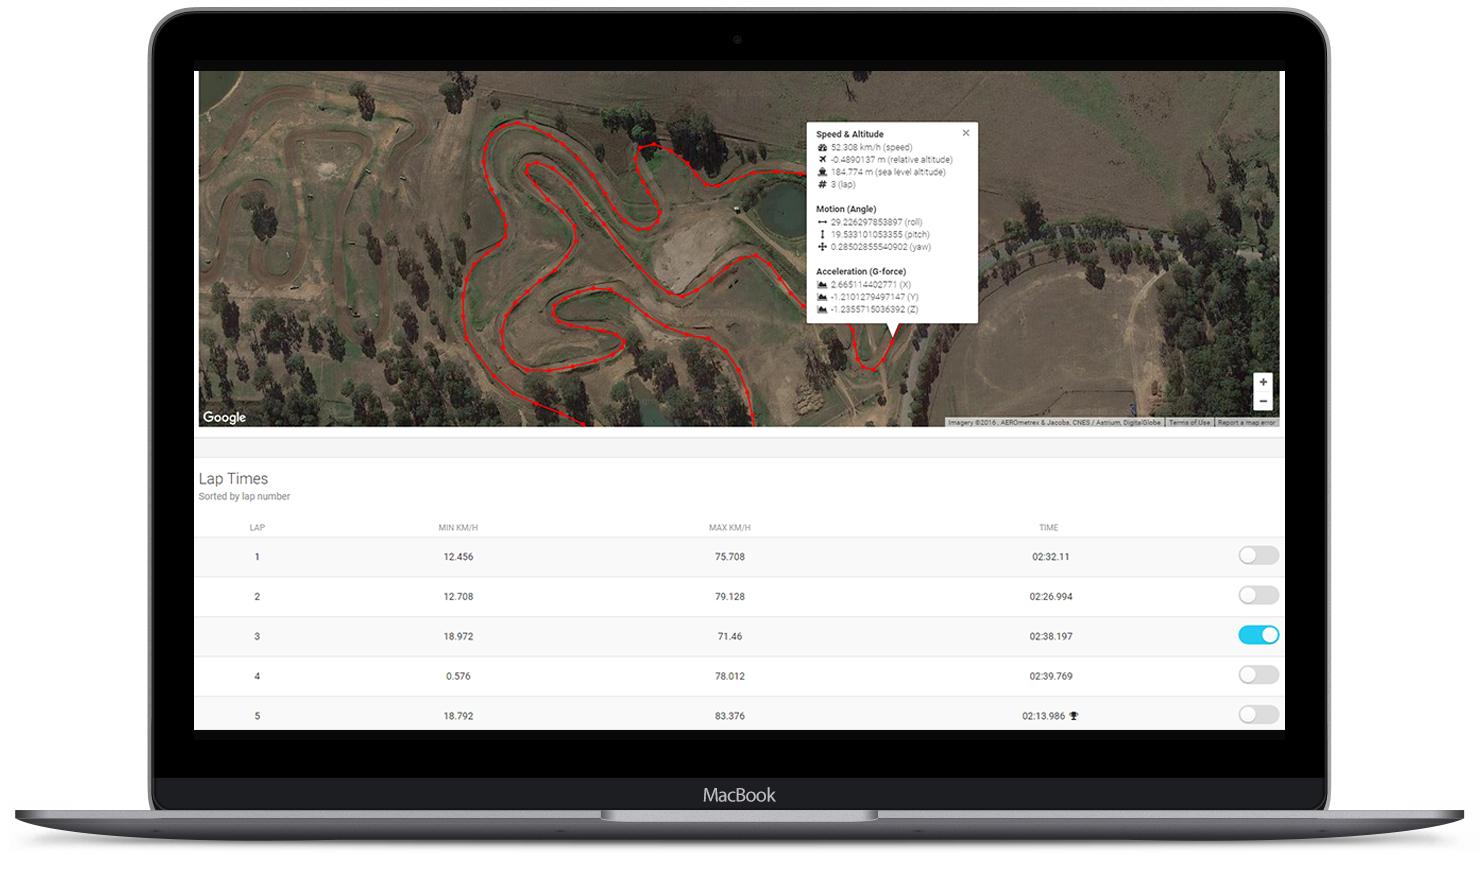 Speed & Altitude
52.308 km/h (speed)
-0.4890137 m (relative altitude)
184.774 m (sea level altitude)
3 (lap)
Motion (Angle)
29.226297853897 (roll)
19.533101053355 (pitch)
0.28502855540902 (yaw)
Acceleration (G-force)
2.665114402771 (X)
-1.2101279497147 (Y)
-1.2355715036392 (Z)
Google
Imagery ©2016 , AEROmetrex & Jacobs, CNES / Astrium, DigitalGlobe Terms of Use Report a map error
Lap Times
Sorted by lap number
LAP MIN KM/H MAX KM/H TIME
1 12.456 75.708 02:32.11
2 12.708 79.128 02:26.994
3 18.972 71.46 02:38.197
4 0.576 78.012 02:39.769
5 18.792 83.376 02:13.986
MacBook